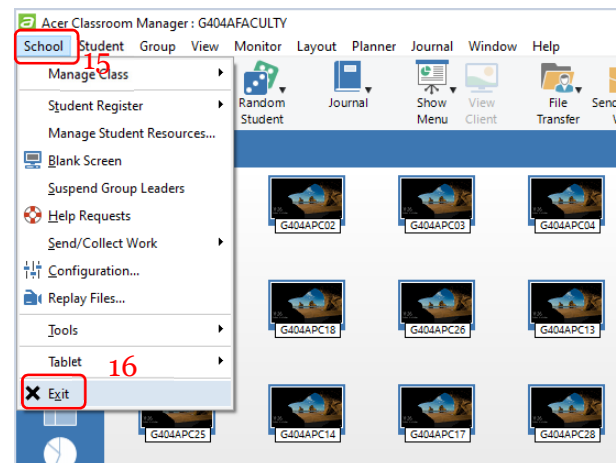 Acer Classroom Manager : G404AFACULTY
School Student Group View Monitor Layout Planner Journal Window Help
15
Manage Class
Student Register
Manage Student Resources...
Blank Screen
Suspend Group Leaders
Help Requests
Send/Collect Work
Configuration...
Replay Files...
Tools
Tablet
16
Exit
Random Student
Journal
Show Menu
View Client
File Transfer
Send
G404APC02 G404APC03 G404APC04
G404APC18 G404APC26 G404APC13
G404APC25 G404APC14 G404APC17 G404APC28